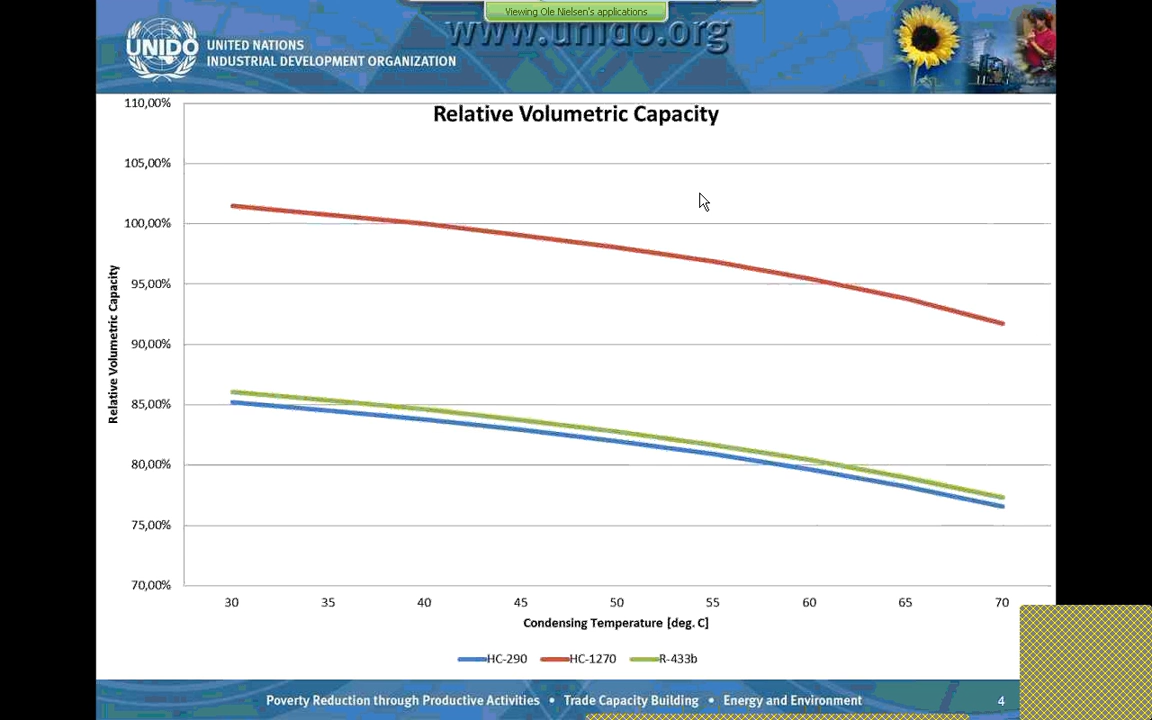 Viewing Ole Nielsen's applications
www.unido.org
UNIDO
UNITED NATIONS
INDUSTRIAL DEVELOPMENT ORGANIZATION
Relative Volumetric Capacity
110,00%
105,00%
100,00%
95,00%
90,00%
85,00%
80,00%
75,00%
70,00%
Relative Volumetric Capacity
30 35 40 45 50 55 60 65 70
Condensing Temperature [deg. C]
HC-290 HC-1270 R-433b
Poverty Reduction through Productive Activities • Trade Capacity Building • Energy and Environment 4